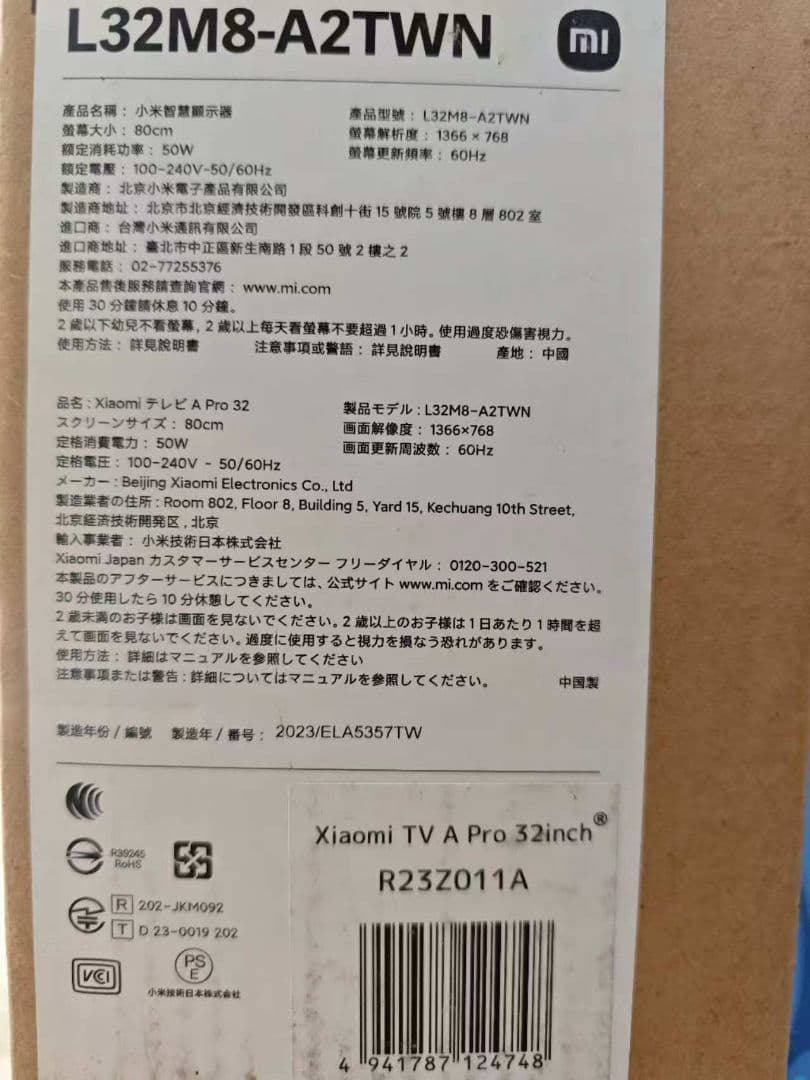 L32M8-A2TWN
mi
產品名稱：小米智慧顯示器
產品型號：L32M8-A2TWN
螢幕大小：80cm
螢幕解析度：1366 × 768
額定消耗功率：50W
螢幕更新頻率：60Hz
額定電壓：100-240V~50/60Hz
製造商：北京小米電子產品有限公司
製造商地址：北京市北京經濟技術開發區科創十街 15 號院 5 號樓 8 層 802 室
進口商：台灣小米通訊有限公司
進口商地址：臺北市中正區新生南路 1 段 50 號 2 樓之 2
服務電話：02-77255376
本產品售後服務請查詢官網：www.mi.com
使用 30 分鐘請休息 10 分鐘。
2 歲以下幼兒不看螢幕，2 歲以上每天看螢幕不要超過 1 小時。使用過度恐傷害視力。
使用方法：詳見說明書 注意事項或警語：詳見說明書 產地：中國
品名：Xiaomi テレビ A Pro 32
製品モデル：L32M8-A2TWN
スクリーンサイズ：80cm
画面解像度：1366×768
定格消費電力：50W
画面更新周波数：60Hz
定格電圧：100-240V ~ 50/60Hz
メーカー：Beijing Xiaomi Electronics Co., Ltd
製造業者の住所：Room 802, Floor 8, Building 5, Yard 15, Kechuang 10th Street,
北京経済技術開発区 , 北京
輸入事業者：小米技術日本株式会社
Xiaomi Japan カスタマーサービスセンター フリーダイヤル：0120-300-521
本製品のアフターサービスにつきましては、公式サイト www.mi.com をご確認ください。
30 分使用したら 10 分休憩してください。
2 歳未満のお子様は画面を見ないでください。2 歳以上のお子様は 1 日あたり 1 時間を超
えて画面を見ないでください。過度に使用すると視力を損なう恐れがあります。
使用方法：詳細はマニュアルを参照してください
注意事項または警告：詳細についてはマニュアルを参照してください。 中国製
製造年份 / 編號 製造年 / 番号：2023/ELA5357TW
R39245
RoHS
R 202-JKM092
T D 23-0019 202
VCCI
PS
E
小米技術日本株式会社
Xiaomi TV A Pro 32inch®
R23Z011A
4 941787 124748